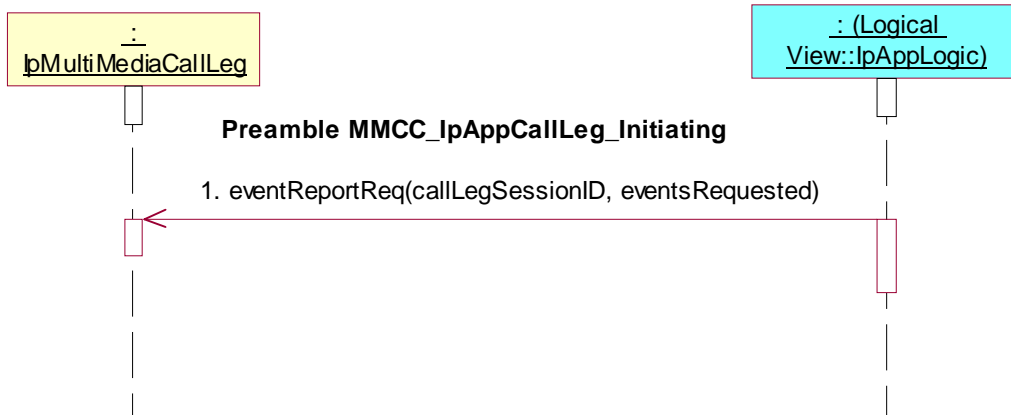 :
IpMultiMediaCallLeg
: (Logical
View::IpAppLogic)
Preamble MMCC_IpAppCallLeg_Initiating
1. eventReportReq(callLegSessionID, eventsRequested)